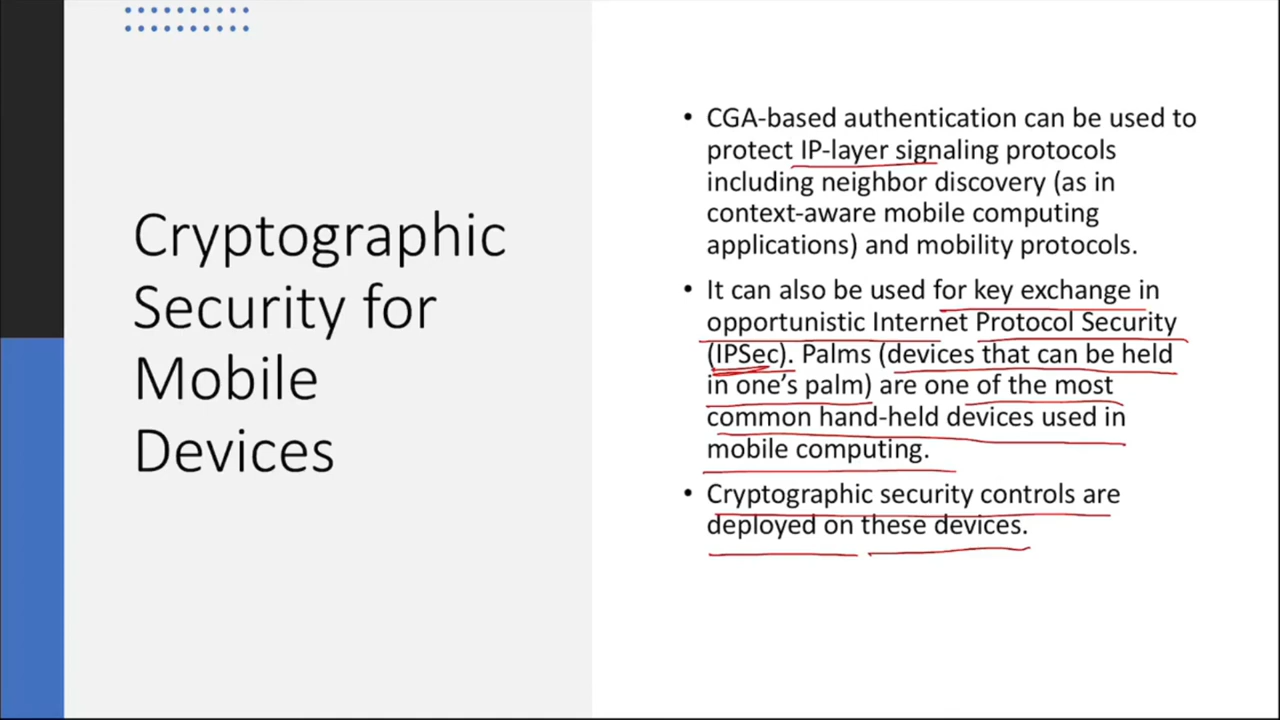 Cryptographic
Security for
Mobile
Devices
• CGA-based authentication can be used to
protect IP-layer signaling protocols
including neighbor discovery (as in
context-aware mobile computing
applications) and mobility protocols.
• It can also be used for key exchange in
opportunistic Internet Protocol Security
(IPSec). Palms (devices that can be held
in one’s palm) are one of the most
common hand-held devices used in
mobile computing.
• Cryptographic security controls are
deployed on these devices.